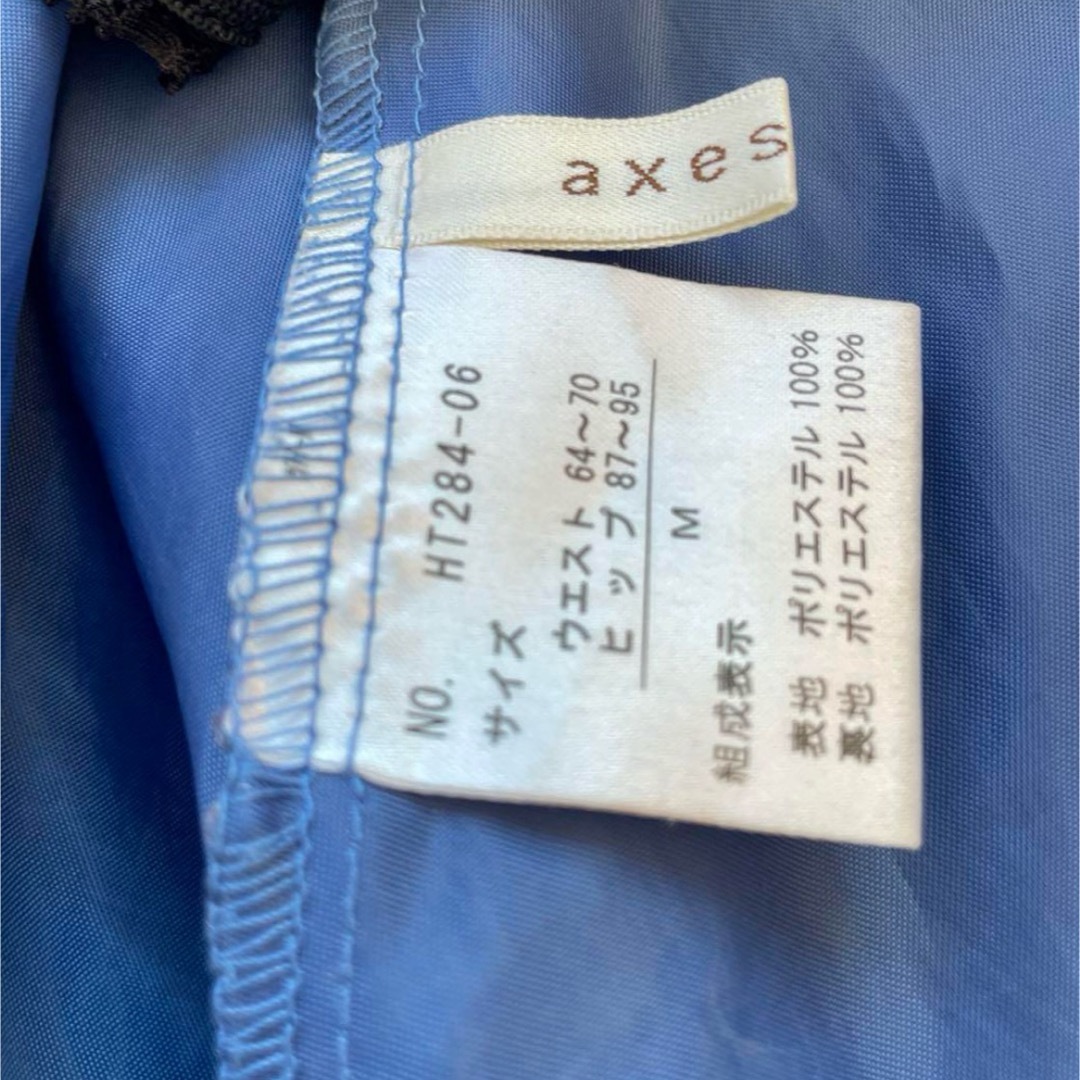 axes
NO. HT284-06
サイズ
ウエスト 64～70
ヒップ 87～95
M
組成表示
表地 ポリエステル 100%
裏地 ポリエステル 100%